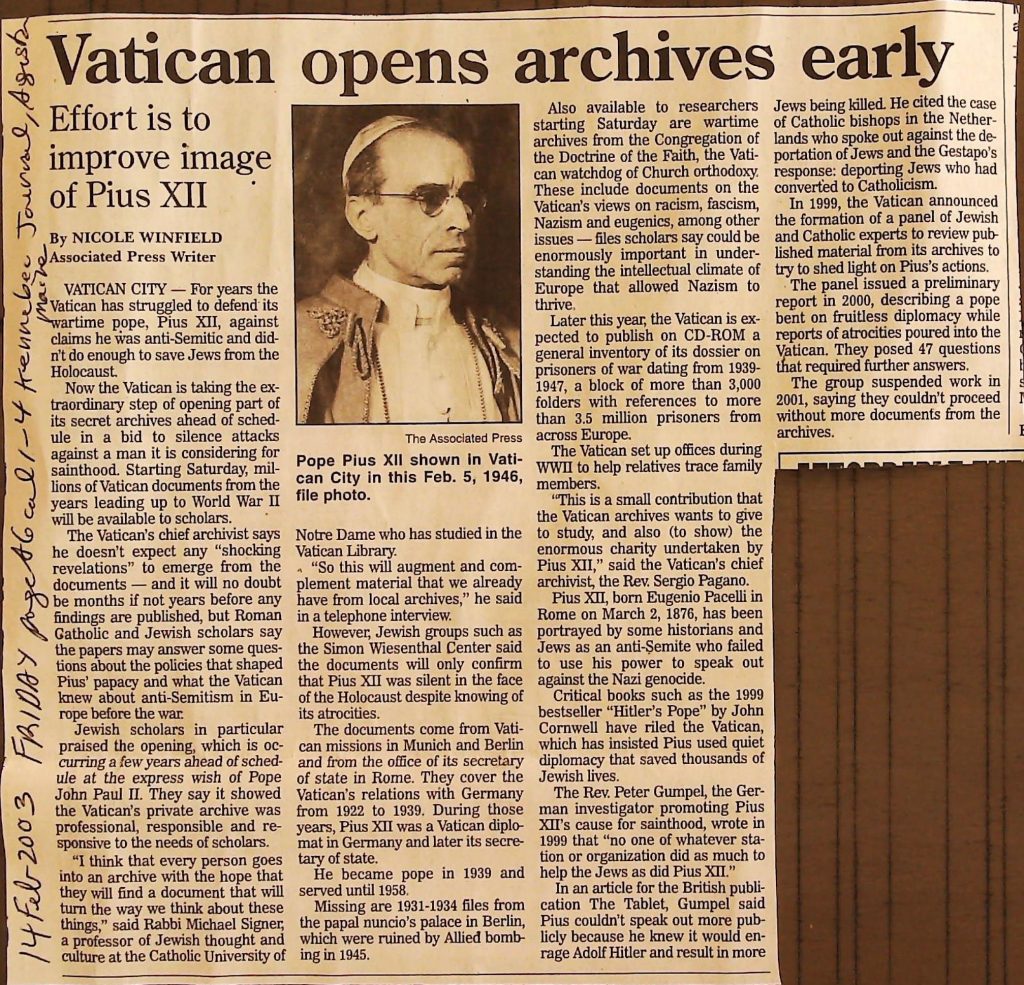 Vatican opens archives early
Effort is to
improve image
of Pius XII
By NICOLE WINFIELD
Associated Press Writer
VATICAN CITY — For years the
Vatican has struggled to defend its
wartime pope, Pius XII, against
claims he was anti-Semitic and did-
n't do enough to save Jews from the
Holocaust.
Now the Vatican is taking the ex-
traordinary step of opening part of
its secret archives ahead of sched-
ule in a bid to silence attacks
against a man it is considering for
sainthood. Starting Saturday, mil-
lions of Vatican documents from the
years leading up to World War II
will be available to scholars.
The Vatican's chief archivist says
he doesn't expect any “shocking
revelations” to emerge from the
documents — and it will no doubt
be months if not years before any
findings are published, but Roman
Catholic and Jewish scholars say
the papers may answer some ques-
tions about the policies that shaped
Pius' papacy and what the Vatican
knew about anti-Semitism in Eu-
rope before the war.
Jewish scholars in particular
praised the opening, which is oc-
curring a few years ahead of sched-
ule at the express wish of Pope
John Paul II. They say it showed
the Vatican's private archive was
professional, responsible and re-
sponsive to the needs of scholars.
“I think that every person goes
into an archive with the hope that
they will find a document that will
turn the way we think about these
things,” said Rabbi Michael Signer,
a professor of Jewish thought and
culture at the Catholic University of
The Associated Press
Pope Pius XII shown in Vati-
can City in this Feb. 5, 1946,
file photo.
Notre Dame who has studied in the
Vatican Library.
“So this will augment and com-
plement material that we already
have from local archives,” he said
in a telephone interview.
However, Jewish groups such as
the Simon Wiesenthal Center said
the documents will only confirm
that Pius XII was silent in the face
of the Holocaust despite knowing of
its atrocities.
The documents come from Vati-
can missions in Munich and Berlin
and from the office of its secretary
of state in Rome. They cover the
Vatican's relations with Germany
from 1922 to 1939. During those
years, Pius XII was a Vatican diplo-
mat in Germany and later its secre-
tary of state.
He became pope in 1939 and
served until 1958.
Missing are 1931-1934 files from
the papal nuncio's palace in Berlin,
which were ruined by Allied bomb-
ing in 1945.
Also available to researchers
starting Saturday are wartime
archives from the Congregation of
the Doctrine of the Faith, the Vati-
can watchdog of Church orthodoxy.
These include documents on the
Vatican's views on racism, fascism,
Nazism and eugenics, among other
issues — files scholars say could be
enormously important in under-
standing the intellectual climate of
Europe that allowed Nazism to
thrive.
Later this year, the Vatican is ex-
pected to publish on CD-ROM a
general inventory of its dossier on
prisoners of war dating from 1939-
1947, a block of more than 3,000
folders with references to more
than 3.5 million prisoners from
across Europe.
The Vatican set up offices during
WWII to help relatives trace family
members.
“This is a small contribution that
the Vatican archives wants to give
to study, and also (to show) the
enormous charity undertaken by
Pius XII,” said the Vatican's chief
archivist, the Rev. Sergio Pagano.
Pius XII, born Eugenio Pacelli in
Rome on March 2, 1876, has been
portrayed by some historians and
Jews as an anti-Semite who failed
to use his power to speak out
against the Nazi genocide.
Critical books such as the 1999
bestseller “Hitler's Pope” by John
Cornwell have riled the Vatican,
which has insisted Pius used quiet
diplomacy that saved thousands of
Jewish lives.
The Rev. Peter Gumpel, the Ger-
man investigator promoting Pius
XII's cause for sainthood, wrote in
1999 that “no one of whatever sta-
tion or organization did as much to
help the Jews as did Pius XII.”
In an article for the British publi-
cation The Tablet, Gumpel said
Pius couldn't speak out more pub-
licly because he knew it would en-
rage Adolf Hitler and result in more
Jews being killed. He cited the case
of Catholic bishops in the Nether-
lands who spoke out against the de-
portation of Jews and the Gestapo's
response: deporting Jews who had
converted to Catholicism.
In 1999, the Vatican announced
the formation of a panel of Jewish
and Catholic experts to review pub-
lished material from its archives to
try to shed light on Pius's actions.
The panel issued a preliminary
report in 2000, describing a pope
bent on fruitless diplomacy while
reports of atrocities poured into the
Vatican. They posed 47 questions
that required further answers.
The group suspended work in
2001, saying they couldn't proceed
without more documents from the
archives.
14 Feb 2003 FRIDAY page A6 col 1-4 Kennebec Journal, Augusta
Maine